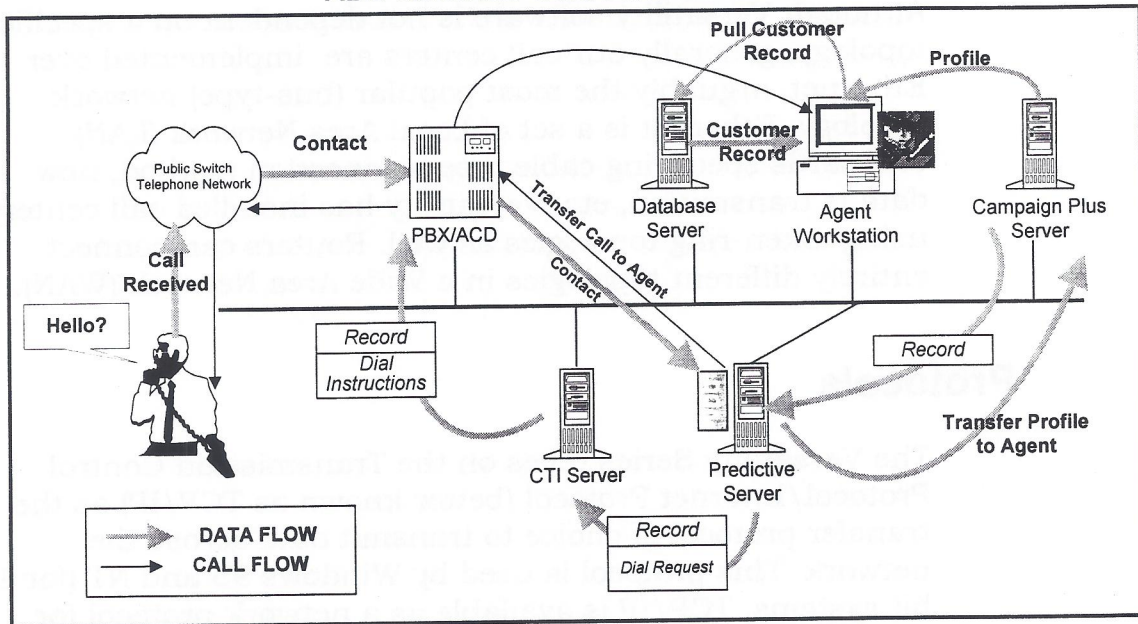 Pull Customer
Record
Profile
Contact
Public Switch
Telephone Network
Customer
Record
PBX/ACD
Database
Server
Agent
Workstation
Campaign Plus
Server
Call
Received
Transfer Call to Agent
Contact
Hello?
Record
Dial
Instructions
Record
Transfer Profile
to Agent
CTI Server
Predictive
Server
Record
Dial Request
DATA FLOW
CALL FLOW